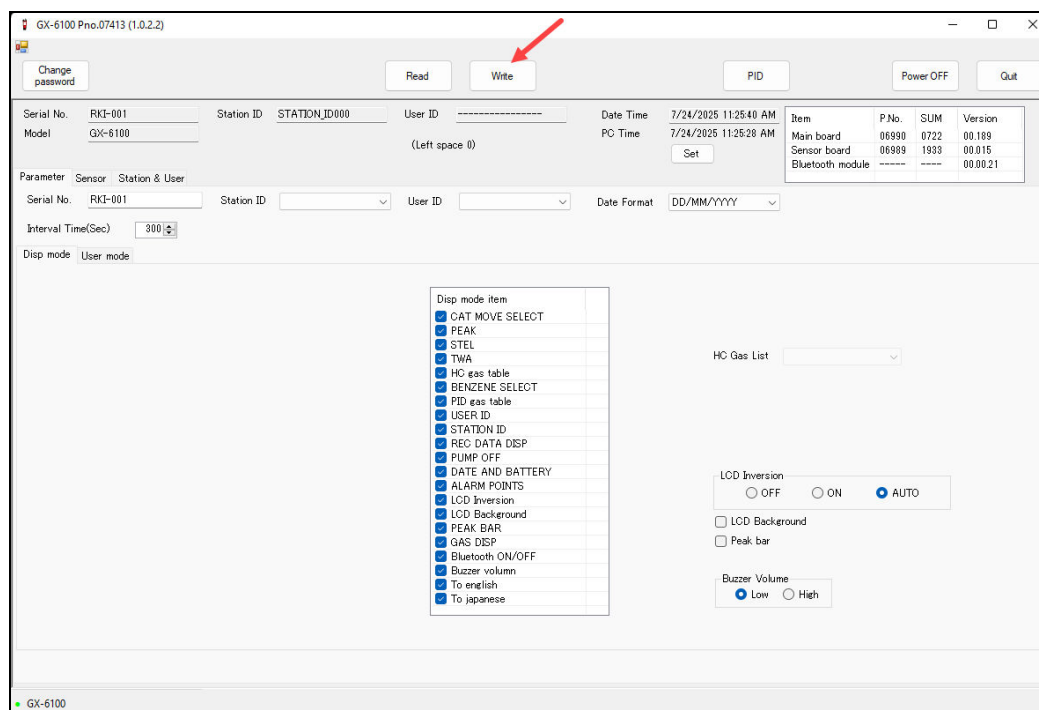 GX-6100 Pno.07413 (1.0.2.2)
Change password
Read
Write
PID
Power OFF
Quit
Serial No. RKI-001 Station ID STATION_ID000 User ID ---------------- Date Time 7/24/2025 11:25:40 AM
Model GX-6100 (Left space 0) PC Time 7/24/2025 11:25:28 AM
Set
Item P.No. SUM Version
Main board 06990 0722 00.189
Sensor board 06989 1933 00.015
Bluetooth module ----- ---- 00.00.21
Parameter Sensor Station & User
Serial No. RKI-001 Station ID User ID Date Format DD/MM/YYYY
Interval Time(Sec) 300
Disp mode User mode
Disp mode item
CAT MOVE SELECT
PEAK
STEL
TWA
HC gas table
BENZENE SELECT
PID gas table
USER ID
STATION ID
REC DATA DISP
PUMP OFF
DATE AND BATTERY
ALARM POINTS
LCD Inversion
LCD Background
PEAK BAR
GAS DISP
Bluetooth ON/OFF
Buzzer volumn
To english
To japanese
HC Gas List
LCD Inversion
OFF ON AUTO
LCD Background
Peak bar
Buzzer Volume
Low High
GX-6100